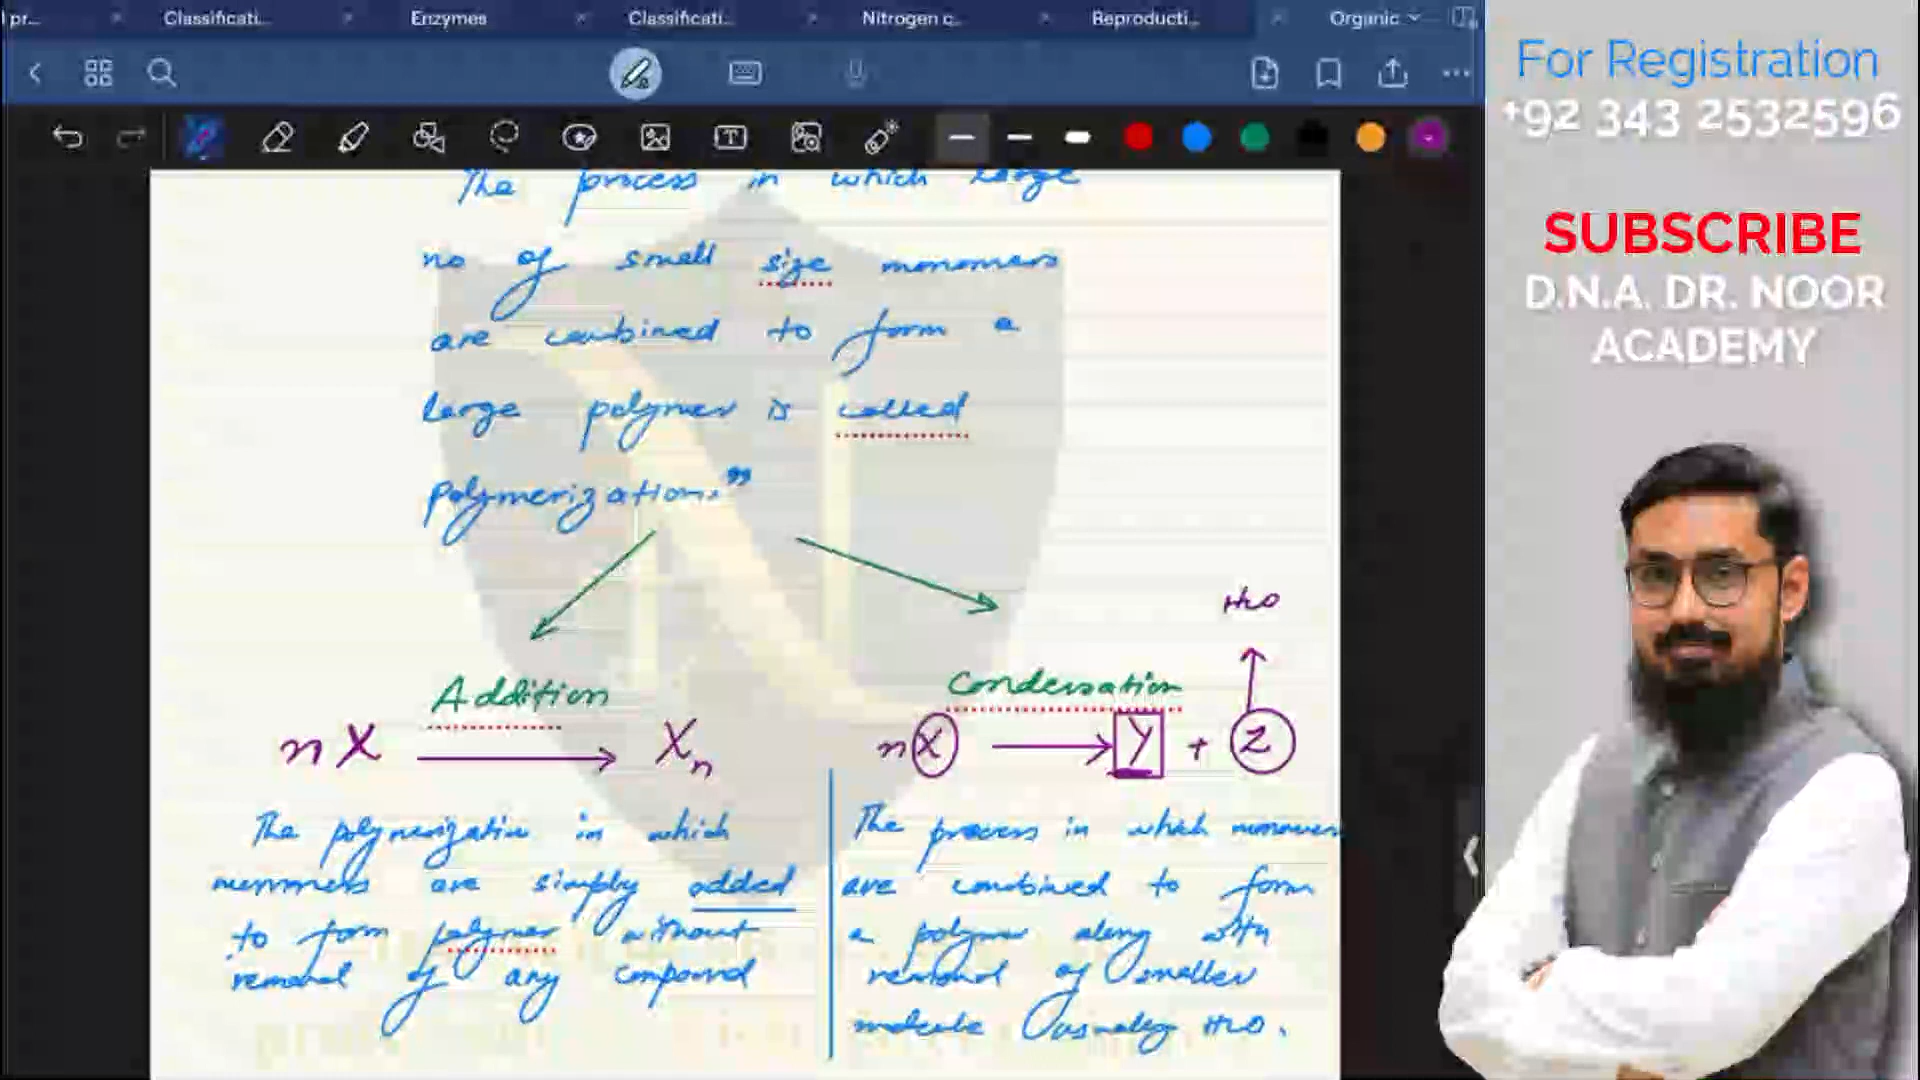 pr...
Classificati...
Enzymes
Classificati...
Nitrogen c...
Reproducti...
Organic
For Registration
+92 343 2532596
SUBSCRIBE
D.N.A. DR. NOOR
ACADEMY
The process in which large
no of small size monomers
are combined to form a
large polymer is called
Polymerization."
Addition
nX → Xn
The polymerization in which
monomers are simply added
to form polymer without
removal of any compound
Condensation
H2O
nX → Y + Z
The process in which monomers
are combined to form
a polymer along with
removal of smaller
molecule usually H2O.